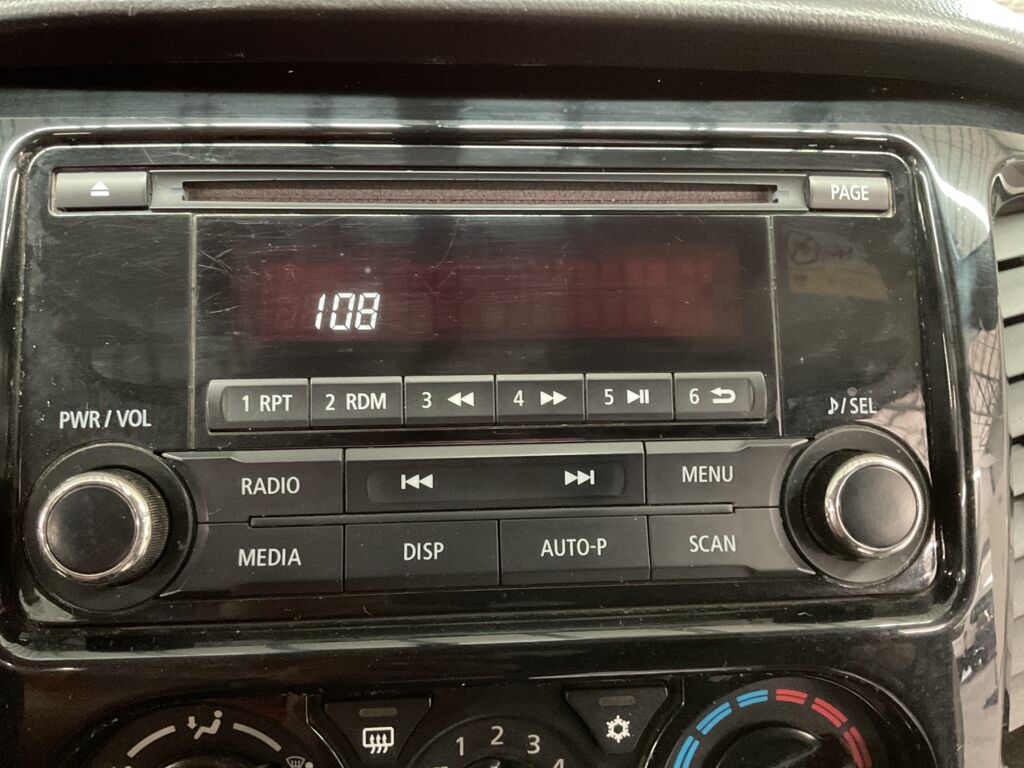 PAGE
108
1 RPT 2 RDM 3 4 5 6
PWR / VOL
♪/SEL
RADIO
MENU
MEDIA
DISP
AUTO-P
SCAN
1 2 3 4